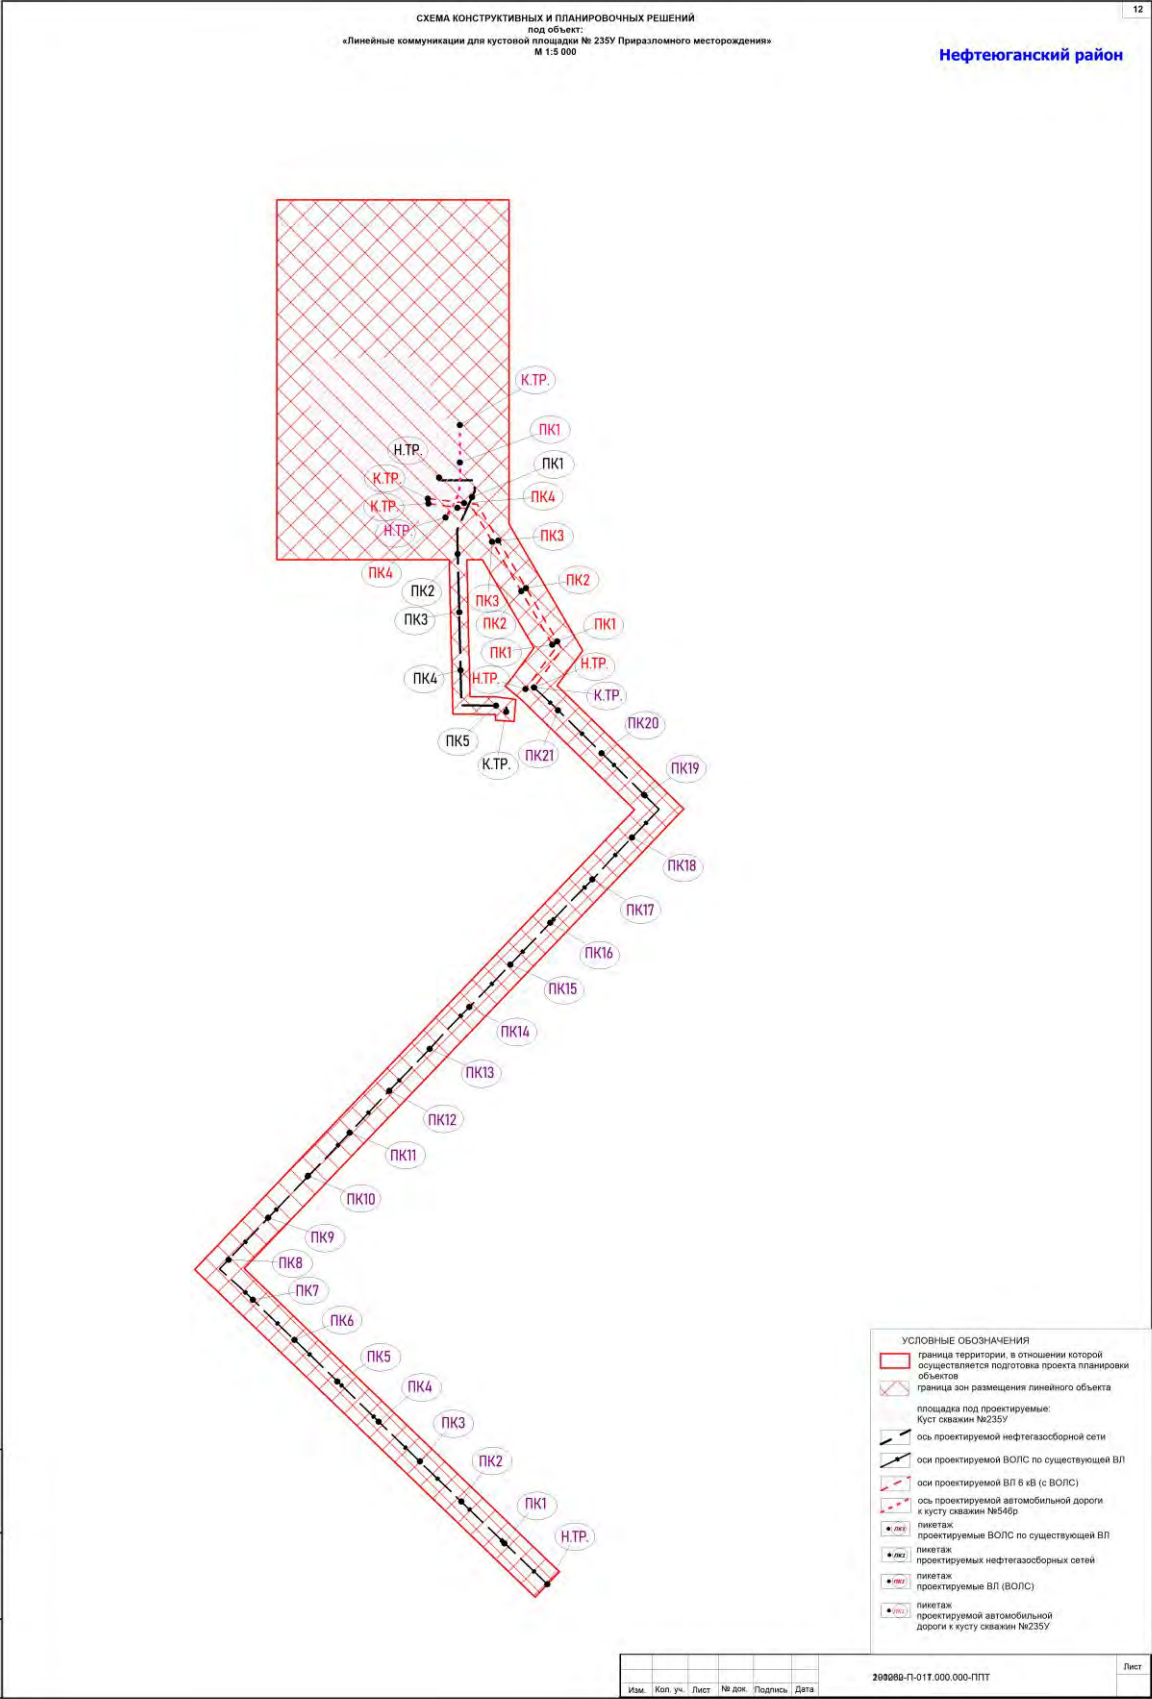 12
СХЕМА КОНСТРУКТИВНЫХ И ПЛАНИРОВОЧНЫХ РЕШЕНИЙ
под объект:
«Линейные коммуникации для кустовой площадки № 235У Приразломного месторождения»
М 1:5 000
Нефтеюганский район
К.ТР.
ПК1
Н.ТР.
ПК1
К.ТР.
ПК4
К.ТР.
Н.ТР.
ПК3
ПК4
ПК2
ПК2
ПК3
ПК3
ПК2
ПК1
ПК1
Н.ТР.
ПК4
Н.ТР.
К.ТР.
ПК20
ПК5
ПК21
К.ТР.
ПК19
ПК18
ПК17
ПК16
ПК15
ПК14
ПК13
ПК12
ПК11
ПК10
ПК9
ПК8
ПК7
ПК6
ПК5
ПК4
ПК3
ПК2
ПК1
Н.ТР.
УСЛОВНЫЕ ОБОЗНАЧЕНИЯ
граница территории, в отношении которой
осуществляется подготовка проекта планировки
объектов
граница зон размещения линейного объекта
площадка под проектируемые:
Куст скважин №235У
ось проектируемой нефтегазосборной сети
оси проектируемой ВОЛС по существующей ВЛ
оси проектируемой ВЛ 6 кВ (с ВОЛС)
ось проектируемой автомобильной дороги
к кусту скважин №546р
пикетаж
проектируемые ВОЛС по существующей ВЛ
пикетаж
проектируемых нефтегазосборных сетей
пикетаж
проектируемые ВЛ (ВОЛС)
пикетаж
проектируемой автомобильной
дороги к кусту скважин №235У
Изм. Кол. уч. Лист № док. Подпись Дата
Лист